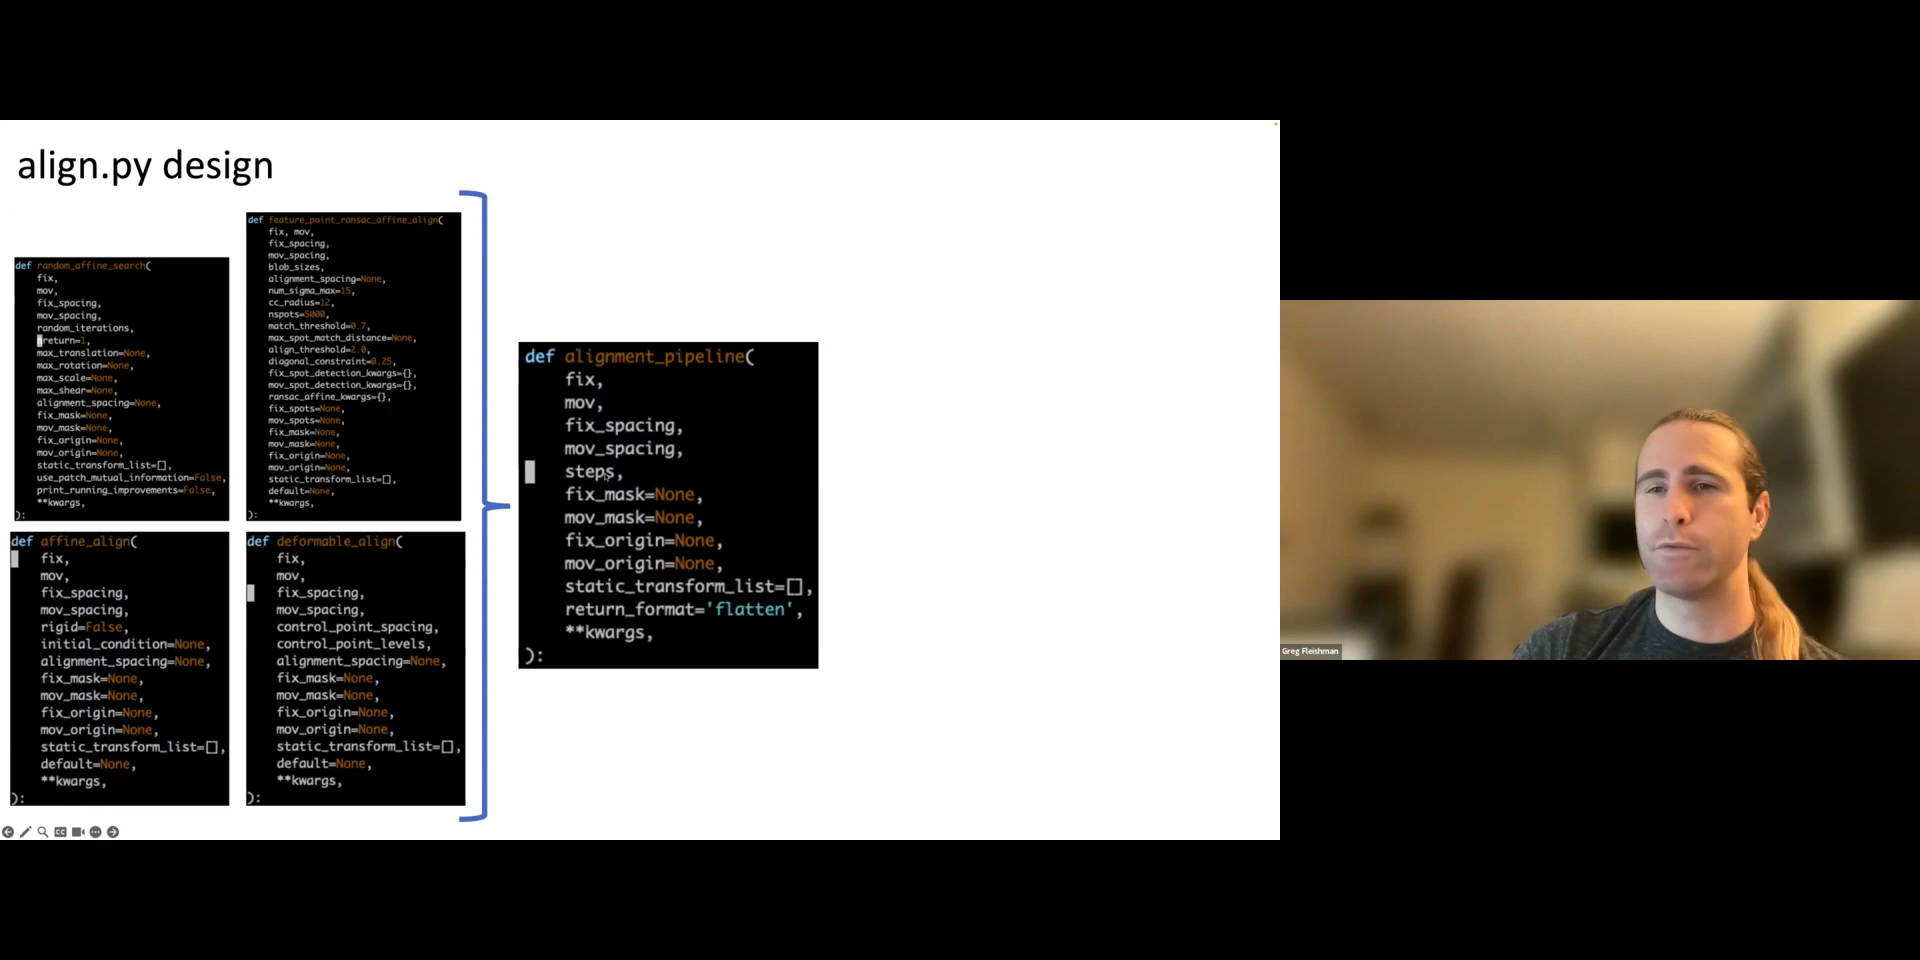 align.py design
def random_affine_search(
fix,
mov,
fix_spacing,
mov_spacing,
random_iterations,
nreturn=1,
max_translation=None,
max_rotation=None,
max_scale=None,
max_shear=None,
alignment_spacing=None,
fix_mask=None,
mov_mask=None,
fix_origin=None,
mov_origin=None,
static_transform_list=[],
use_patch_mutual_information=False,
print_running_improvements=False,
**kwargs,
):
def feature_point_ransac_affine_align(
fix, mov,
fix_spacing,
mov_spacing,
blob_sizes,
alignment_spacing=None,
num_sigma_max=15,
cc_radius=12,
nspots=5000,
match_threshold=0.7,
max_spot_match_distance=None,
align_threshold=2.0,
diagonal_constraint=0.25,
fix_spot_detection_kwargs={},
mov_spot_detection_kwargs={},
ransac_affine_kwargs={},
fix_spots=None,
mov_spots=None,
fix_mask=None,
mov_mask=None,
fix_origin=None,
mov_origin=None,
static_transform_list=[],
default=None,
**kwargs,
):
def affine_align(
fix,
mov,
fix_spacing,
mov_spacing,
rigid=False,
initial_condition=None,
alignment_spacing=None,
fix_mask=None,
mov_mask=None,
fix_origin=None,
mov_origin=None,
static_transform_list=[],
default=None,
**kwargs,
):
def deformable_align(
fix,
mov,
fix_spacing,
mov_spacing,
control_point_spacing,
control_point_levels,
alignment_spacing=None,
fix_mask=None,
mov_mask=None,
fix_origin=None,
mov_origin=None,
static_transform_list=[],
default=None,
**kwargs,
):
def alignment_pipeline(
fix,
mov,
fix_spacing,
mov_spacing,
steps,
fix_mask=None,
mov_mask=None,
fix_origin=None,
mov_origin=None,
static_transform_list=[],
return_format='flatten',
**kwargs,
):
CC
Greg Fleishman